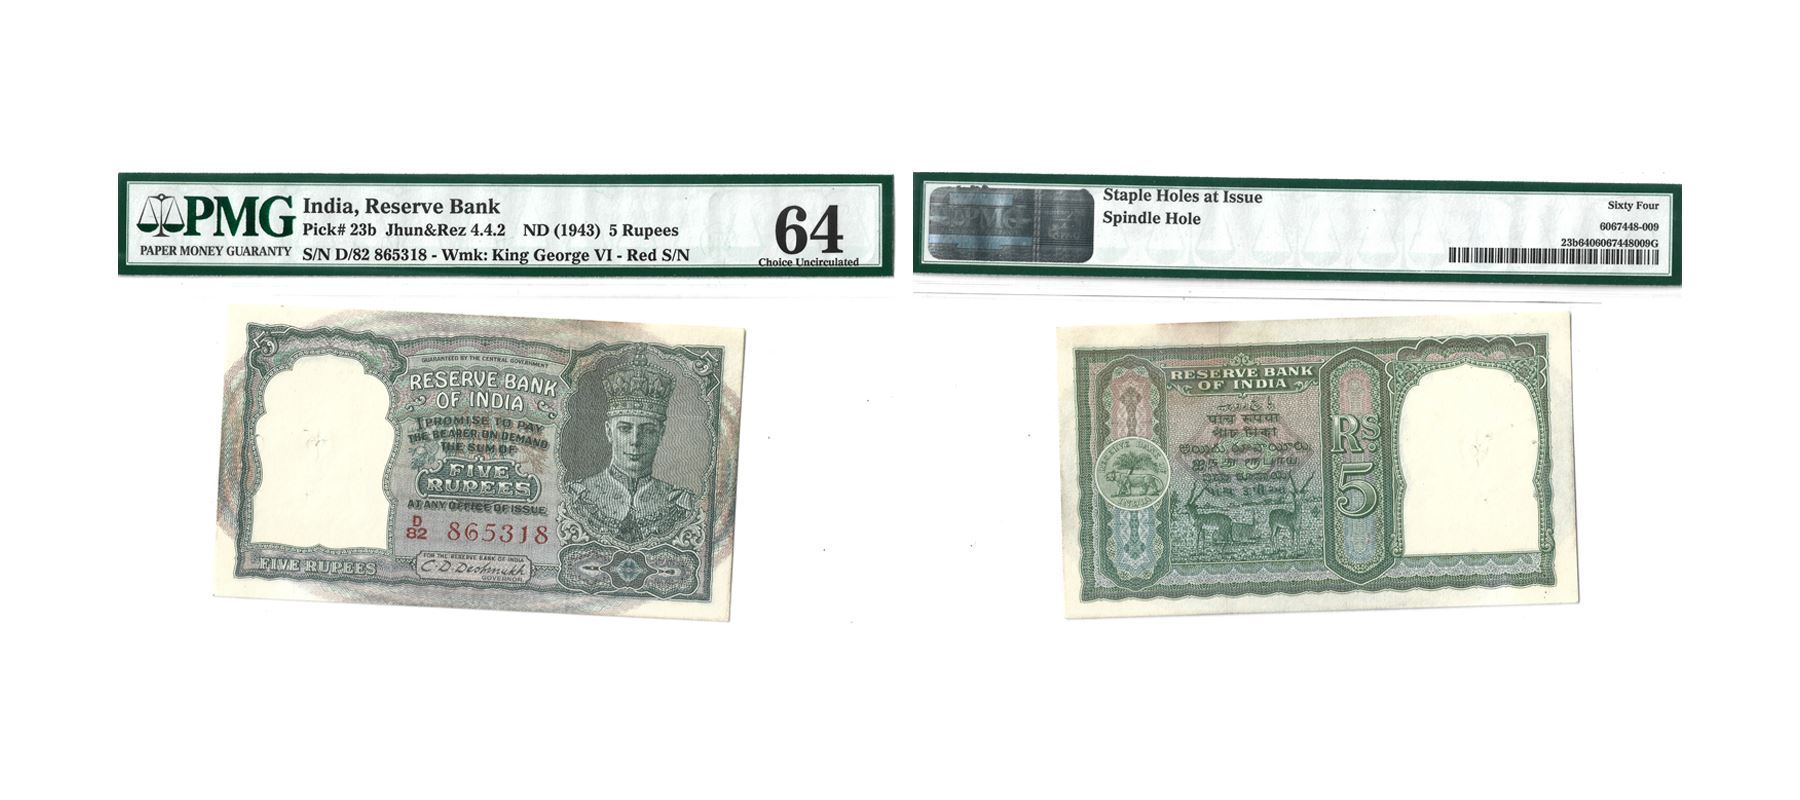 PMG
PAPER MONEY GUARANTY
India, Reserve Bank
Pick# 23b Jhun&Rez 4.4.2 ND (1943) 5 Rupees
S/N D/82 865318 - Wmk: King George VI - Red S/N
64
Choice Uncirculated
5
5
GUARANTEED BY THE CENTRAL GOVERNMENT
RESERVE BANK
OF INDIA
I PROMISE TO PAY
THE BEARER ON DEMAND
THE SUM OF
FIVE
RUPEES
AT ANY OFFICE OF ISSUE
D
82 865318
FIVE RUPEES
FOR THE RESERVE BANK OF INDIA
C. D. Deshmukh
GOVERNOR
PMG
Staple Holes at Issue
Spindle Hole
Sixty Four
6067448-009
23b6406067448009G
RESERVE BANK
OF INDIA
पांच रूपया
RS
5